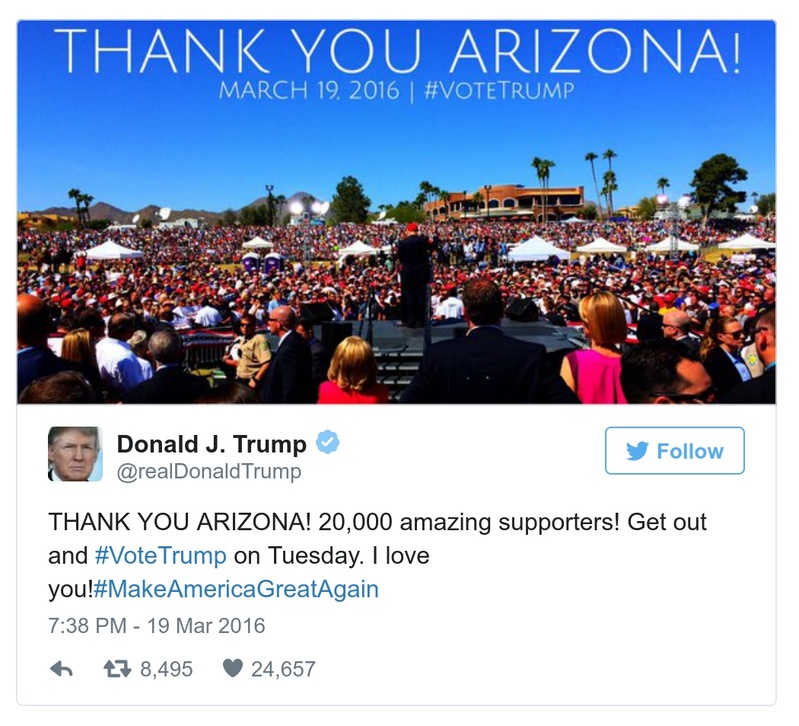 THANK YOU ARIZONA!
MARCH 19, 2016 | #VOTETRUMP
Donald J. Trump
@realDonaldTrump
Follow
THANK YOU ARIZONA! 20,000 amazing supporters! Get out
and #VoteTrump on Tuesday. I love
you!#MakeAmericaGreatAgain
7:38 PM - 19 Mar 2016
8,495 24,657